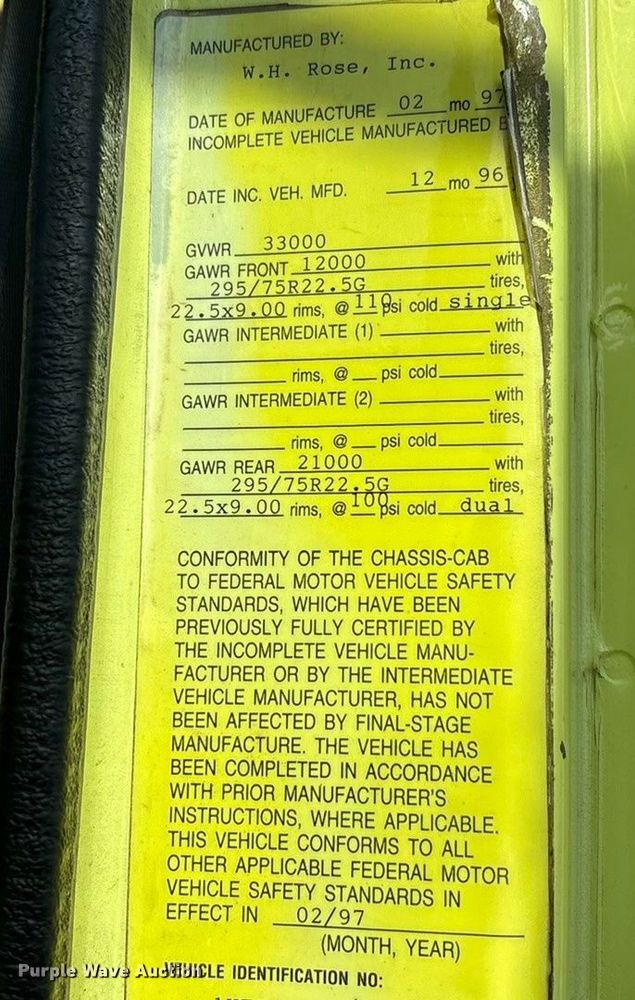 MANUFACTURED BY:
W.H. Rose, Inc.
DATE OF MANUFACTURE 02 mo 97
INCOMPLETE VEHICLE MANUFACTURED
DATE INC. VEH. MFD. 12 mo 96
GVWR 33000
GAWR FRONT 12000 with
295/75R22.5G tires,
22.5x9.00 rims, @ 110 psi cold single
GAWR INTERMEDIATE (1) with
tires,
rims, @ psi cold
GAWR INTERMEDIATE (2) with
tires,
rims, @ psi cold
GAWR REAR 21000 with
295/75R22.5G tires,
22.5x9.00 rims, @ 100 psi cold dual
CONFORMITY OF THE CHASSIS-CAB
TO FEDERAL MOTOR VEHICLE SAFETY
STANDARDS, WHICH HAVE BEEN
PREVIOUSLY FULLY CERTIFIED BY
THE INCOMPLETE VEHICLE MANU-
FACTURER OR BY THE INTERMEDIATE
VEHICLE MANUFACTURER, HAS NOT
BEEN AFFECTED BY FINAL-STAGE
MANUFACTURE. THE VEHICLE HAS
BEEN COMPLETED IN ACCORDANCE
WITH PRIOR MANUFACTURER'S
INSTRUCTIONS, WHERE APPLICABLE.
THIS VEHICLE CONFORMS TO ALL
OTHER APPLICABLE FEDERAL MOTOR
VEHICLE SAFETY STANDARDS IN
EFFECT IN 02/97
(MONTH, YEAR)
VEHICLE IDENTIFICATION NO:
Purple Wave Auction